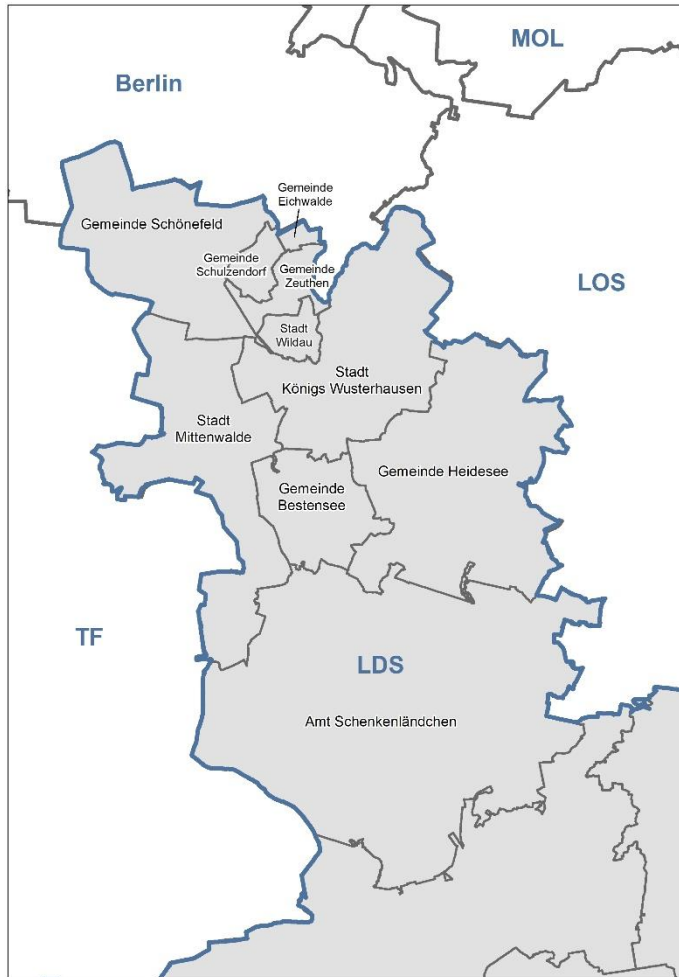 MOL
Berlin
Gemeinde
Eichwalde
Gemeinde Schönefeld
Gemeinde
Schulzendorf
Gemeinde
Zeuthen
LOS
Stadt
Wildau
Stadt
Königs Wusterhausen
Stadt
Mittenwalde
Gemeinde Heidesee
Gemeinde
Bestensee
TF
LDS
Amt Schenkenländchen